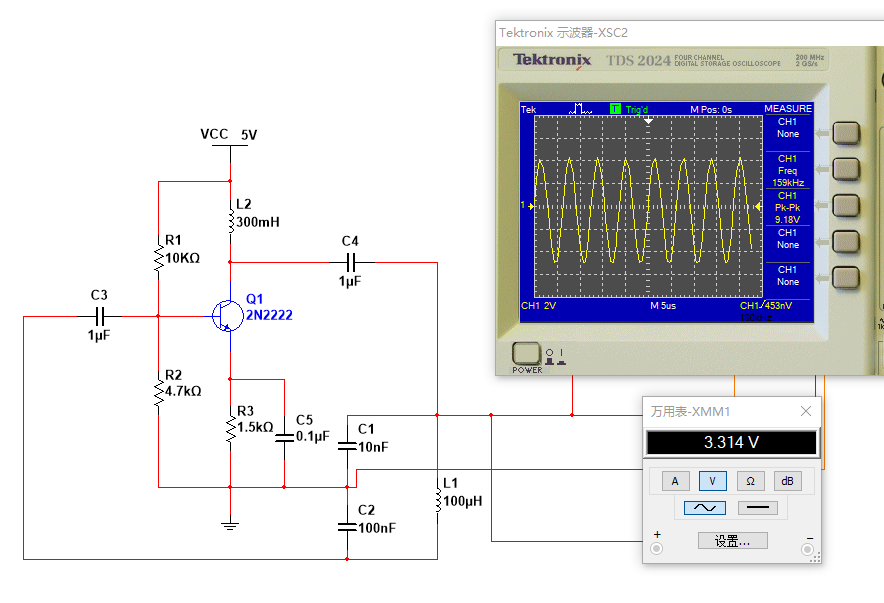 Tektronix 示波器-XSC2
Tektronix TDS 2024 FOUR CHANNEL
DIGITAL STORAGE OSCILLOSCOPE
200 MHz
2 GS/s
Tek
T Trig'd
M Pos: 0s
MEASURE
CH1
None
CH1
Freq
159kHz
CH1
Pk-Pk
9.18V
CH1
None
CH1
None
1
CH1 2V
M 5us
CH1/453nV
POWER
VCC 5V
L2
300mH
R1
10KΩ
C4
1µF
C3
1µF
Q1
2N2222
R2
4.7kΩ
R3
1.5kΩ
C5
0.1µF
C1
10nF
L1
100µH
C2
100nF
万用表-XMM1
3.314 V
A
V
Ω
dB
设置...
+
−